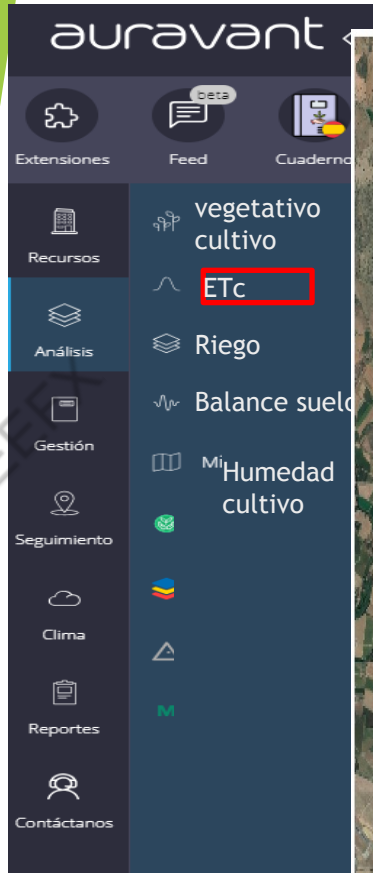 auravant
beta
Extensiones Feed Cuaderno
Recursos
Análisis
Gestión
Seguimiento
Clima
Reportes
Contáctanos
vegetativo
cultivo
ETc
Riego
Balance suelo
Mi Humedad
cultivo
M